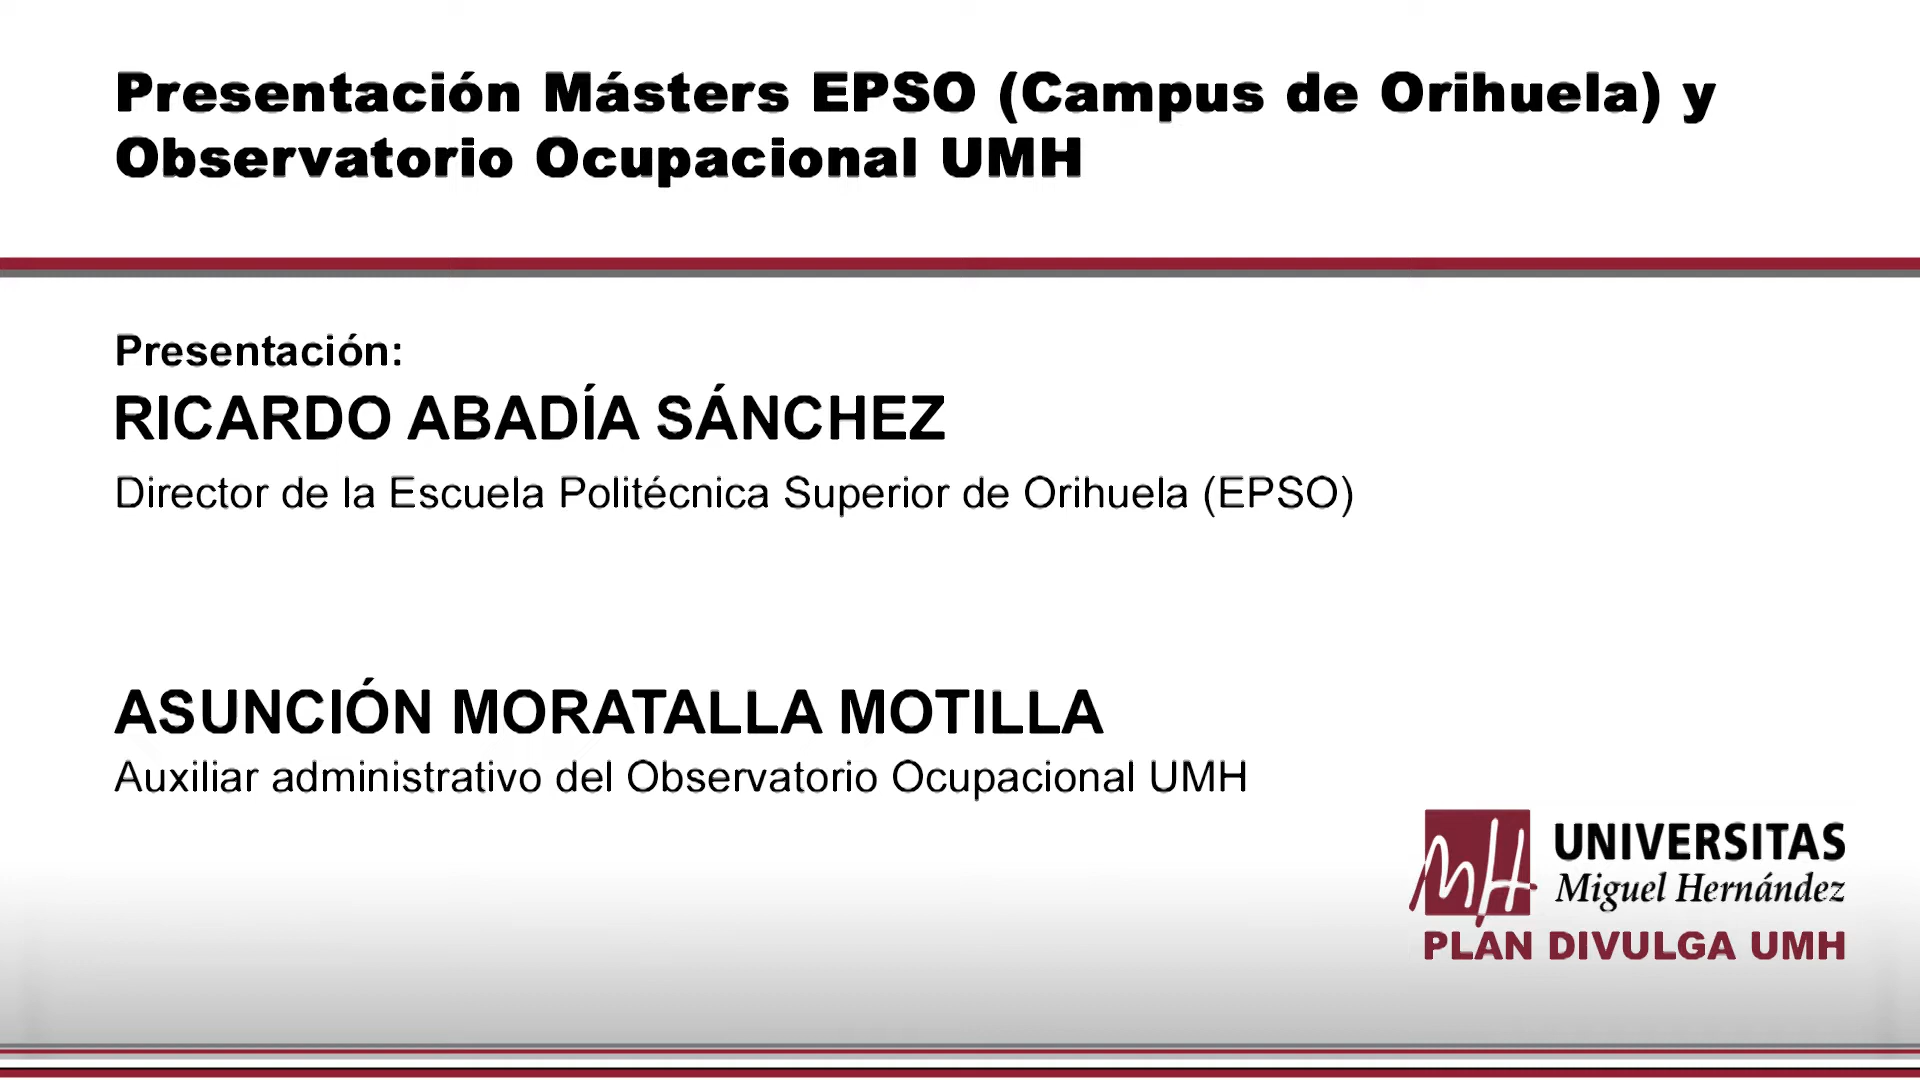 Presentación Másters EPSO (Campus de Orihuela) y
Observatorio Ocupacional UMH
Presentación:
RICARDO ABADÍA SÁNCHEZ
Director de la Escuela Politécnica Superior de Orihuela (EPSO)
ASUNCIÓN MORATALLA MOTILLA
Auxiliar administrativo del Observatorio Ocupacional UMH
MH UNIVERSITAS
Miguel Hernández
PLAN DIVULGA UMH